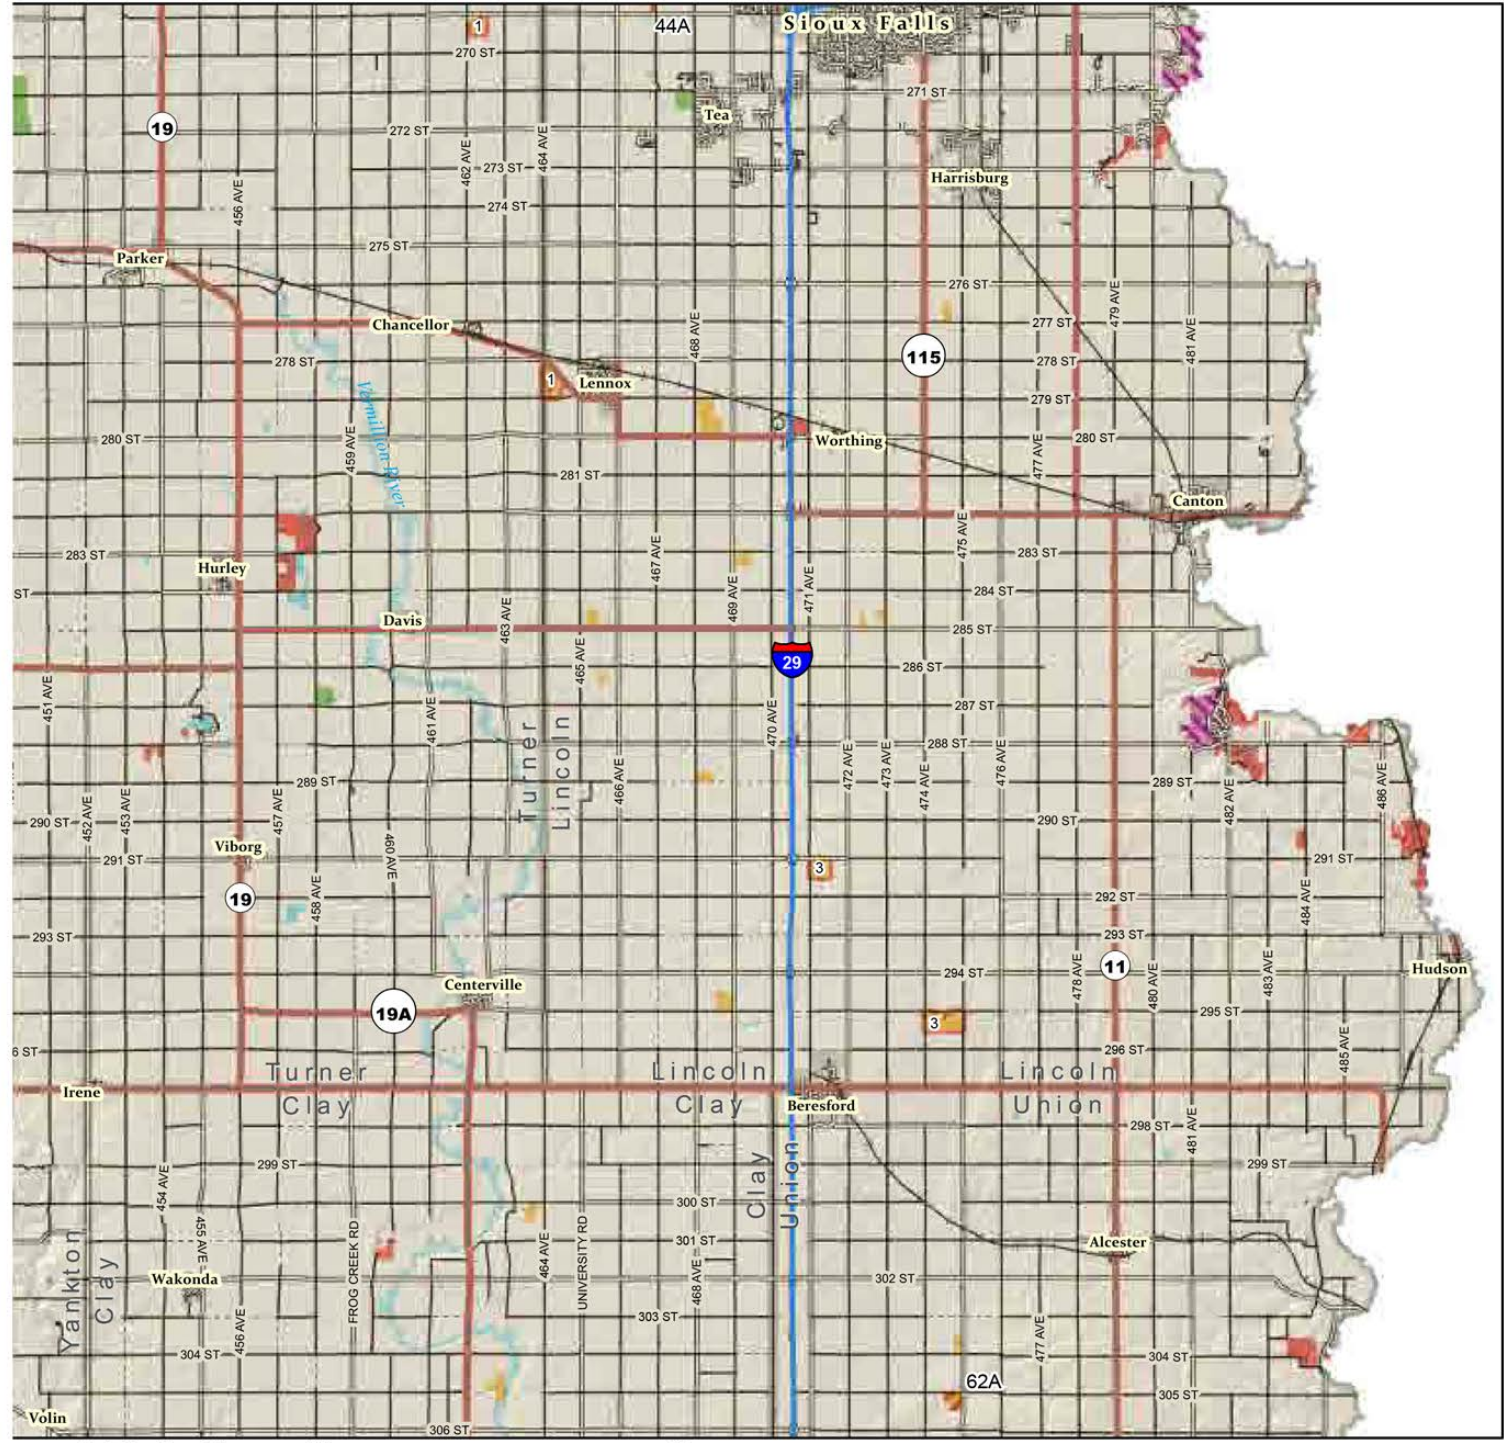 1
44A
Sioux Falls
270 ST
271 ST
Tea
19
272 ST
462 AVE
464 AVE
273 ST
Harrisburg
456 AVE
274 ST
275 ST
Parker
276 ST
479 AVE
Chancellor
468 AVE
277 ST
481 AVE
278 ST
115
278 ST
1
Lennox
279 ST
Vermillion River
280 ST
459 AVE
Worthing
477 AVE
280 ST
281 ST
Canton
475 AVE
283 ST
467 AVE
283 ST
Hurley
469 AVE
471 AVE
ST
284 ST
Davis
463 AVE
285 ST
465 AVE
29
286 ST
451 AVE
461 AVE
470 AVE
287 ST
Turner
Lincoln
288 ST
472 AVE
473 AVE
474 AVE
476 AVE
289 ST
466 AVE
289 ST
482 AVE
486 AVE
290 ST
452 AVE
453 AVE
457 AVE
460 AVE
290 ST
Viborg
291 ST
291 ST
3
19
458 AVE
292 ST
484 AVE
293 ST
293 ST
Centerville
294 ST
478 AVE
11
480 AVE
483 AVE
Hudson
19A
3
295 ST
6 ST
296 ST
485 AVE
Turner
Lincoln
Lincoln
Irene
Clay
Clay
Beresford
Union
298 ST
481 AVE
299 ST
Clay
Union
299 ST
454 AVE
300 ST
455 AVE
301 ST
Alcester
Yankton
Clay
Wakonda
FROG CREEK RD
464 AVE
UNIVERSITY RD
468 AVE
302 ST
456 AVE
303 ST
477 AVE
304 ST
304 ST
62A
305 ST
Volin
306 ST